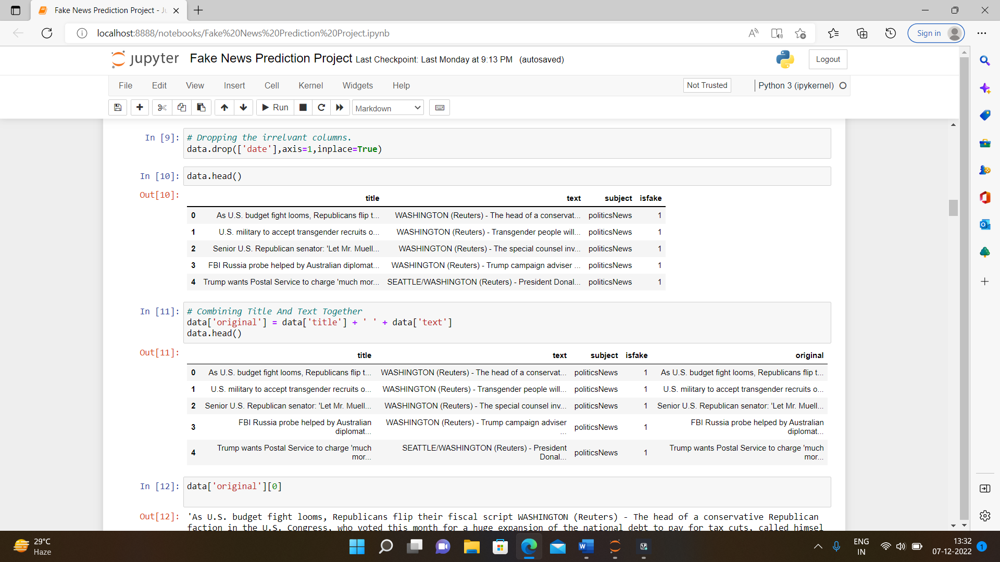 Fake News Prediction Project - Ju
localhost:8888/notebooks/Fake%20News%20Prediction%20Project.ipynb
Sign in
jupyter Fake News Prediction Project Last Checkpoint: Last Monday at 9:13 PM (autosaved)
Logout
File Edit View Insert Cell Kernel Widgets Help
Not Trusted Python 3 (ipykernel)
Run Markdown
In [9]: # Dropping the irrelvant columns.
data.drop(['date'],axis=1,inplace=True)
In [10]: data.head()
Out[10]:
title text subject isfake
0 As U.S. budget fight looms, Republicans flip t... WASHINGTON (Reuters) - The head of a conservat... politicsNews 1
1 U.S. military to accept transgender recruits o... WASHINGTON (Reuters) - Transgender people will... politicsNews 1
2 Senior U.S. Republican senator: 'Let Mr. Muell... WASHINGTON (Reuters) - The special counsel inv... politicsNews 1
3 FBI Russia probe helped by Australian diplomat... WASHINGTON (Reuters) - Trump campaign adviser ... politicsNews 1
4 Trump wants Postal Service to charge 'much mor... SEATTLE/WASHINGTON (Reuters) - President Donal... politicsNews 1
In [11]: # Combining Title And Text Together
data['original'] = data['title'] + ' ' + data['text']
data.head()
Out[11]:
title text subject isfake original
0 As U.S. budget fight looms, Republicans flip t... WASHINGTON (Reuters) - The head of a conservat... politicsNews 1 As U.S. budget fight looms, Republicans flip t...
1 U.S. military to accept transgender recruits o... WASHINGTON (Reuters) - Transgender people will... politicsNews 1 U.S. military to accept transgender recruits o...
2 Senior U.S. Republican senator: 'Let Mr. Muell... WASHINGTON (Reuters) - The special counsel inv... politicsNews 1 Senior U.S. Republican senator: 'Let Mr. Muell...
FBI Russia probe helped by Australian WASHINGTON (Reuters) - Trump campaign adviser FBI Russia probe helped by Australian
3 politicsNews 1
diplomat... ... diplomat...
Trump wants Postal Service to charge 'much SEATTLE/WASHINGTON (Reuters) - President Trump wants Postal Service to charge 'much
4 politicsNews 1
mor... Donal... mor...
In [12]: data['original'][0]
Out[12]: 'As U.S. budget fight looms, Republicans flip their fiscal script WASHINGTON (Reuters) - The head of a conservative Republican
faction in the U.S. Congress, who voted this month for a huge expansion of the national debt to pay for tax cuts, called himsel
29°C
Haze
ENG
IN
13:32
07-12-2022
1